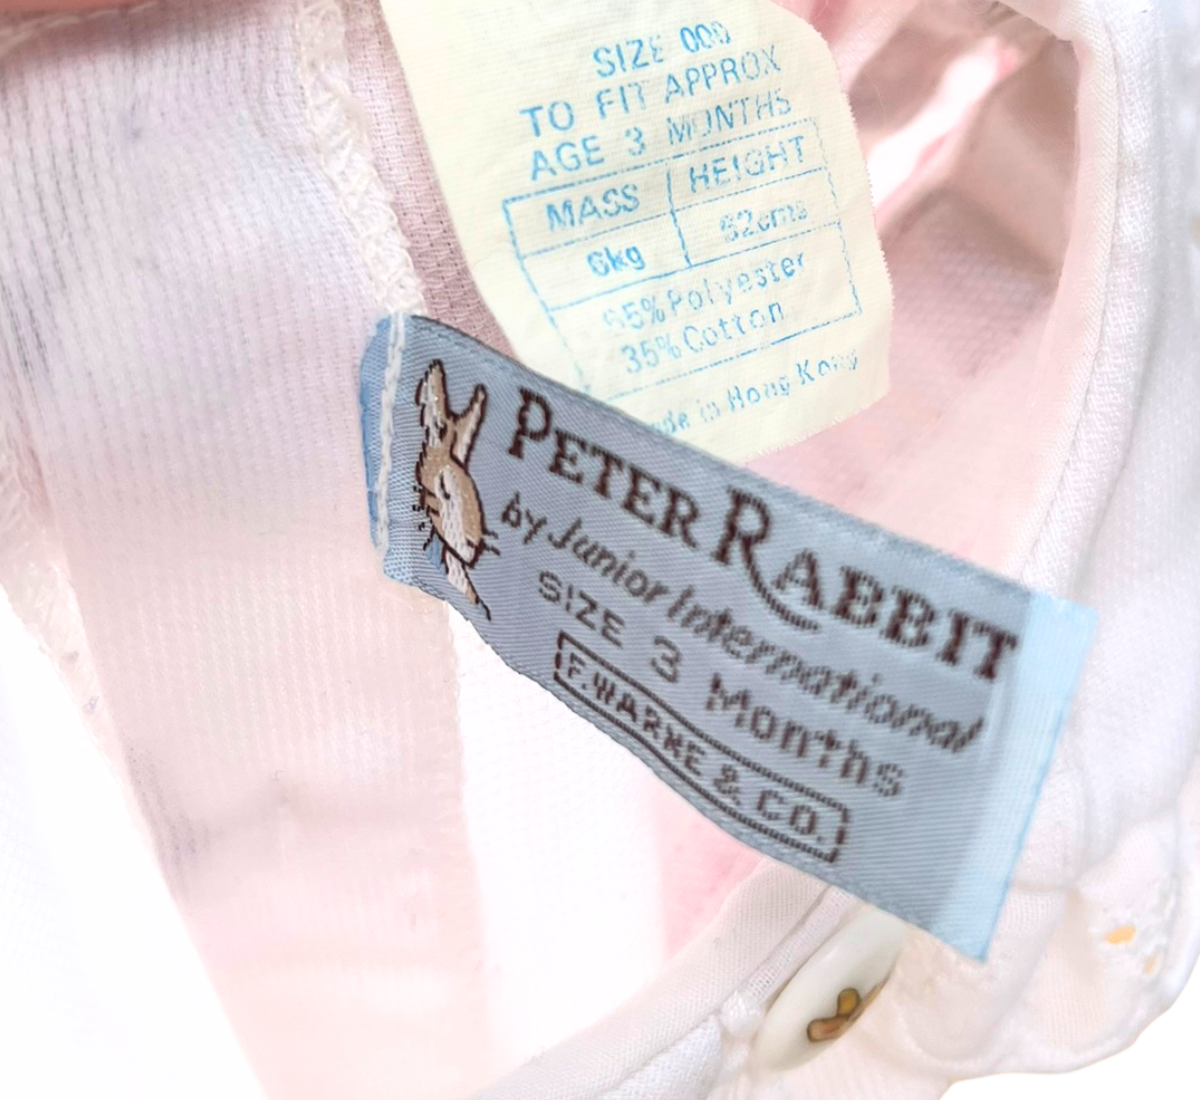 SIZE 000
TO FIT APPROX
AGE 3 MONTHS
MASS HEIGHT
6kg 62cms
65% Polyester
35% Cotton
in Hong Kong
PETER RABBIT
by Junior International
SIZE 3 Months
F. WARNE & CO.